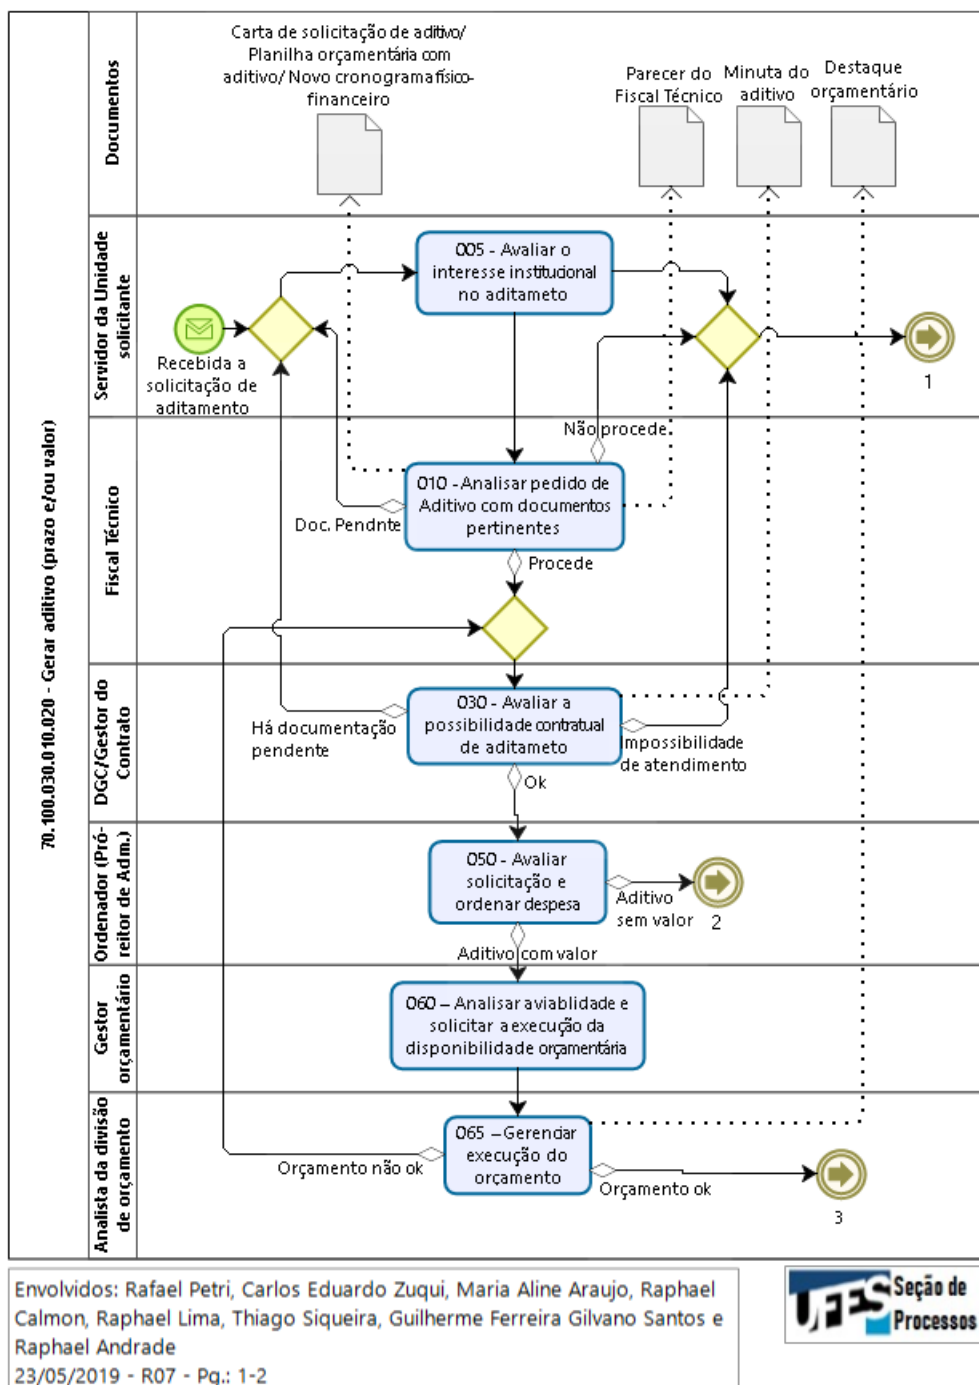 70.100.030.010.020 - Gerar aditivo (prazo e/ou valor)
Documentos
Carta de solicitação de aditivo/
Planilha orçamentária com
aditivo/ Novo cronograma físico-
financeiro
Parecer do
Fiscal Técnico
Minuta do
aditivo
Destaque
orçamentário
Servidor da Unidade
solicitante
005 - Avaliar o
interesse institucional
no aditameto
Recebida a
solicitação de
aditamento
1
Fiscal Técnico
Não procede
010 - Analisar pedido de
Aditivo com documentos
pertinentes
Doc. Pendnte
Procede
DGC/Gestor do
Contrato
030 - Avaliar a
possibilidade contratual
de aditameto
Há documentação
pendente
Impossibilidade
de atendimento
Ok
Ordenador (Pró-
reitor de Adm.)
050 - Avaliar
solicitação e
ordenar despesa
Aditivo
sem valor
2
Aditivo com valor
Gestor
orçamentário
060 – Analisar aviablidade e
solicitar a execução da
disponibilidade orçamentária
Analista da divisão
de orçamento
065 – Gerenciar
execução do
orçamento
Orçamento não ok
Orçamento ok
3
Envolvidos: Rafael Petri, Carlos Eduardo Zuqui, Maria Aline Araujo, Raphael
Calmon, Raphael Lima, Thiago Siqueira, Guilherme Ferreira Gilvano Santos e
Raphael Andrade
23/05/2019 - R07 - Pg.: 1-2
UFES
Seção de
Processos